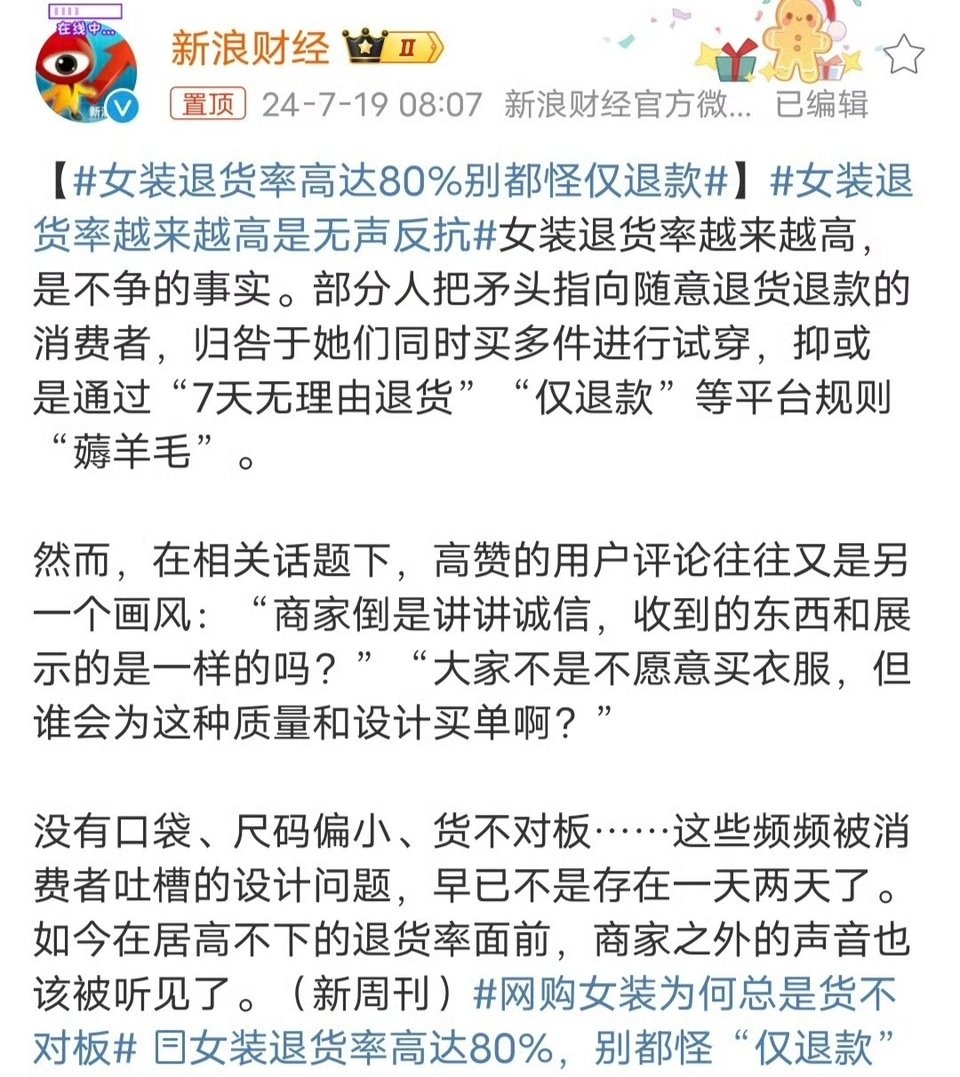 在线中...
新浪财经 II
新浪
置顶 24-7-19 08:07 新浪财经官方微... 已编辑
【#女装退货率高达80%别都怪仅退款#】#女装退
货率越来越高是无声反抗#女装退货率越来越高，
是不争的事实。部分人把矛头指向随意退货退款的
消费者，归咎于她们同时买多件进行试穿，抑或
是通过“7天无理由退货”“仅退款”等平台规则
“薅羊毛”。
然而，在相关话题下，高赞的用户评论往往又是另
一个画风：“商家倒是讲讲诚信，收到的东西和展
示的是一样的吗？”“大家不是不愿意买衣服，但
谁会为这种质量和设计买单啊？”
没有口袋、尺码偏小、货不对板……这些频频被消
费者吐槽的设计问题，早已不是存在一天两天了。
如今在居高不下的退货率面前，商家之外的声音也
该被听见了。（新周刊）#网购女装为何总是货不
对板# 女装退货率高达80%，别都怪“仅退款”